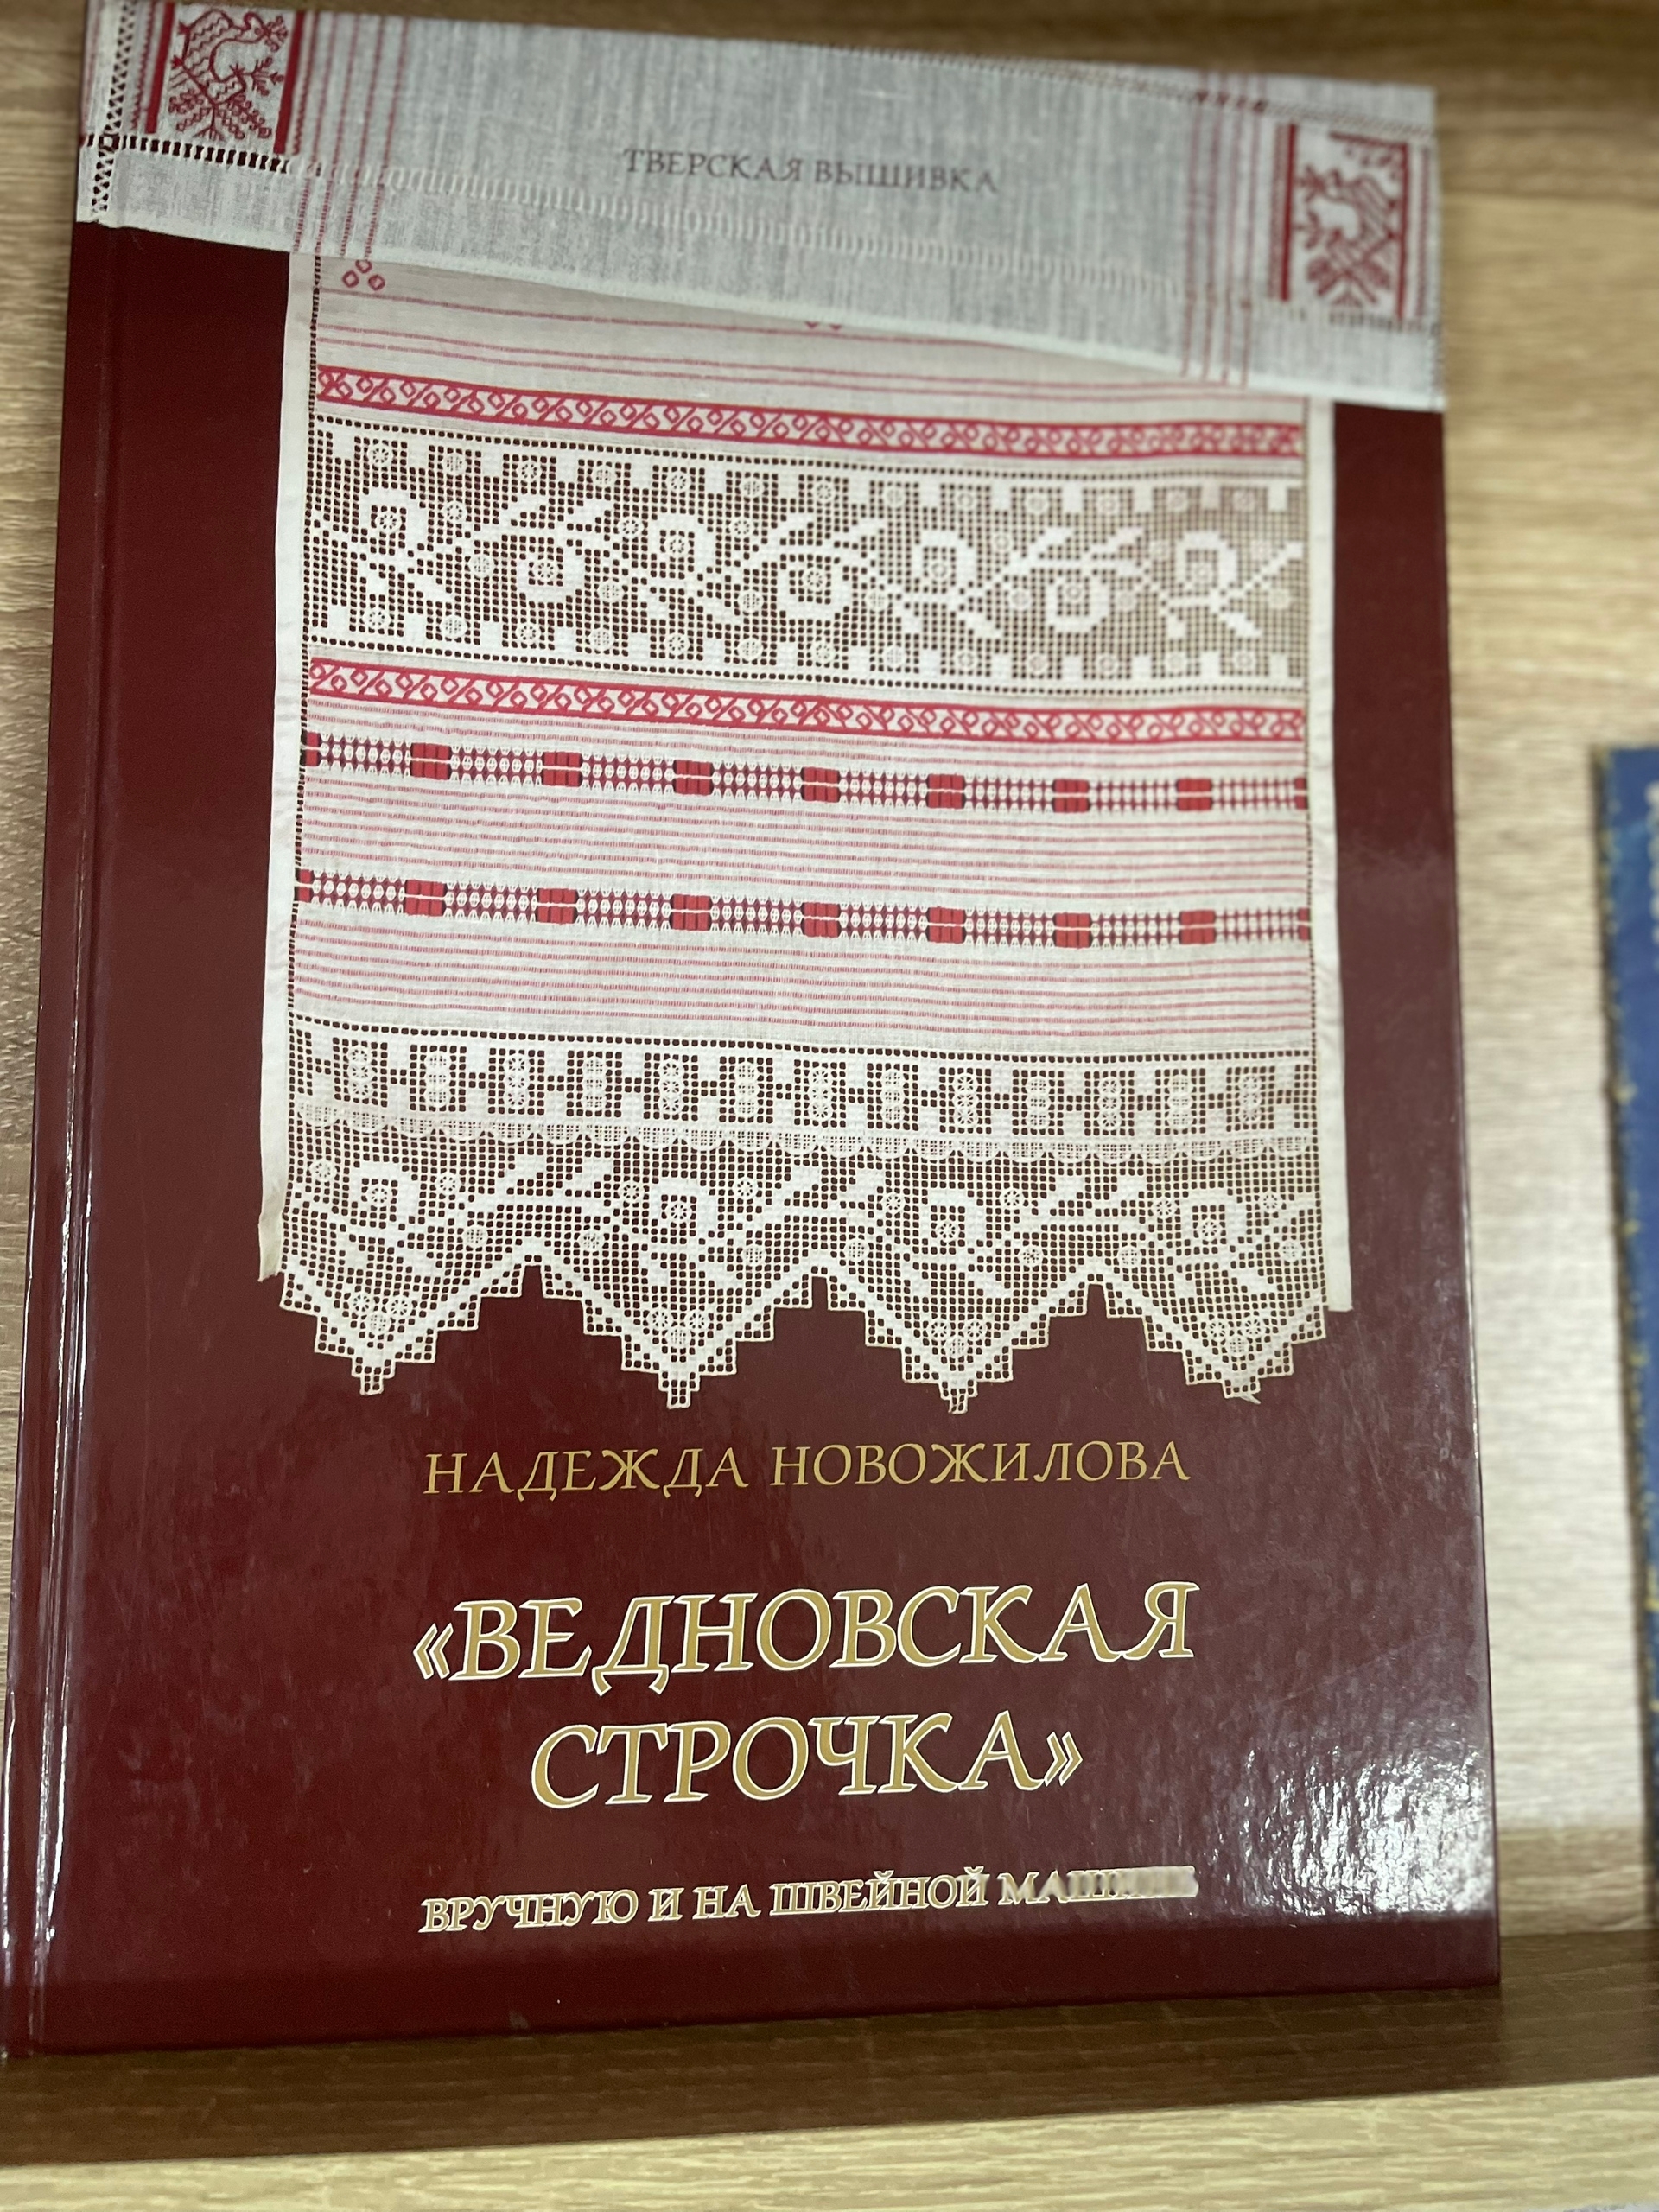 ТВЕРСКАЯ ВЫШИВКА
НАДЕЖДА НОВОЖИЛОВА
«ВЕДНОВСКАЯ
СТРОЧКА»
ВРУЧНУЮ И НА ШВЕЙНОЙ